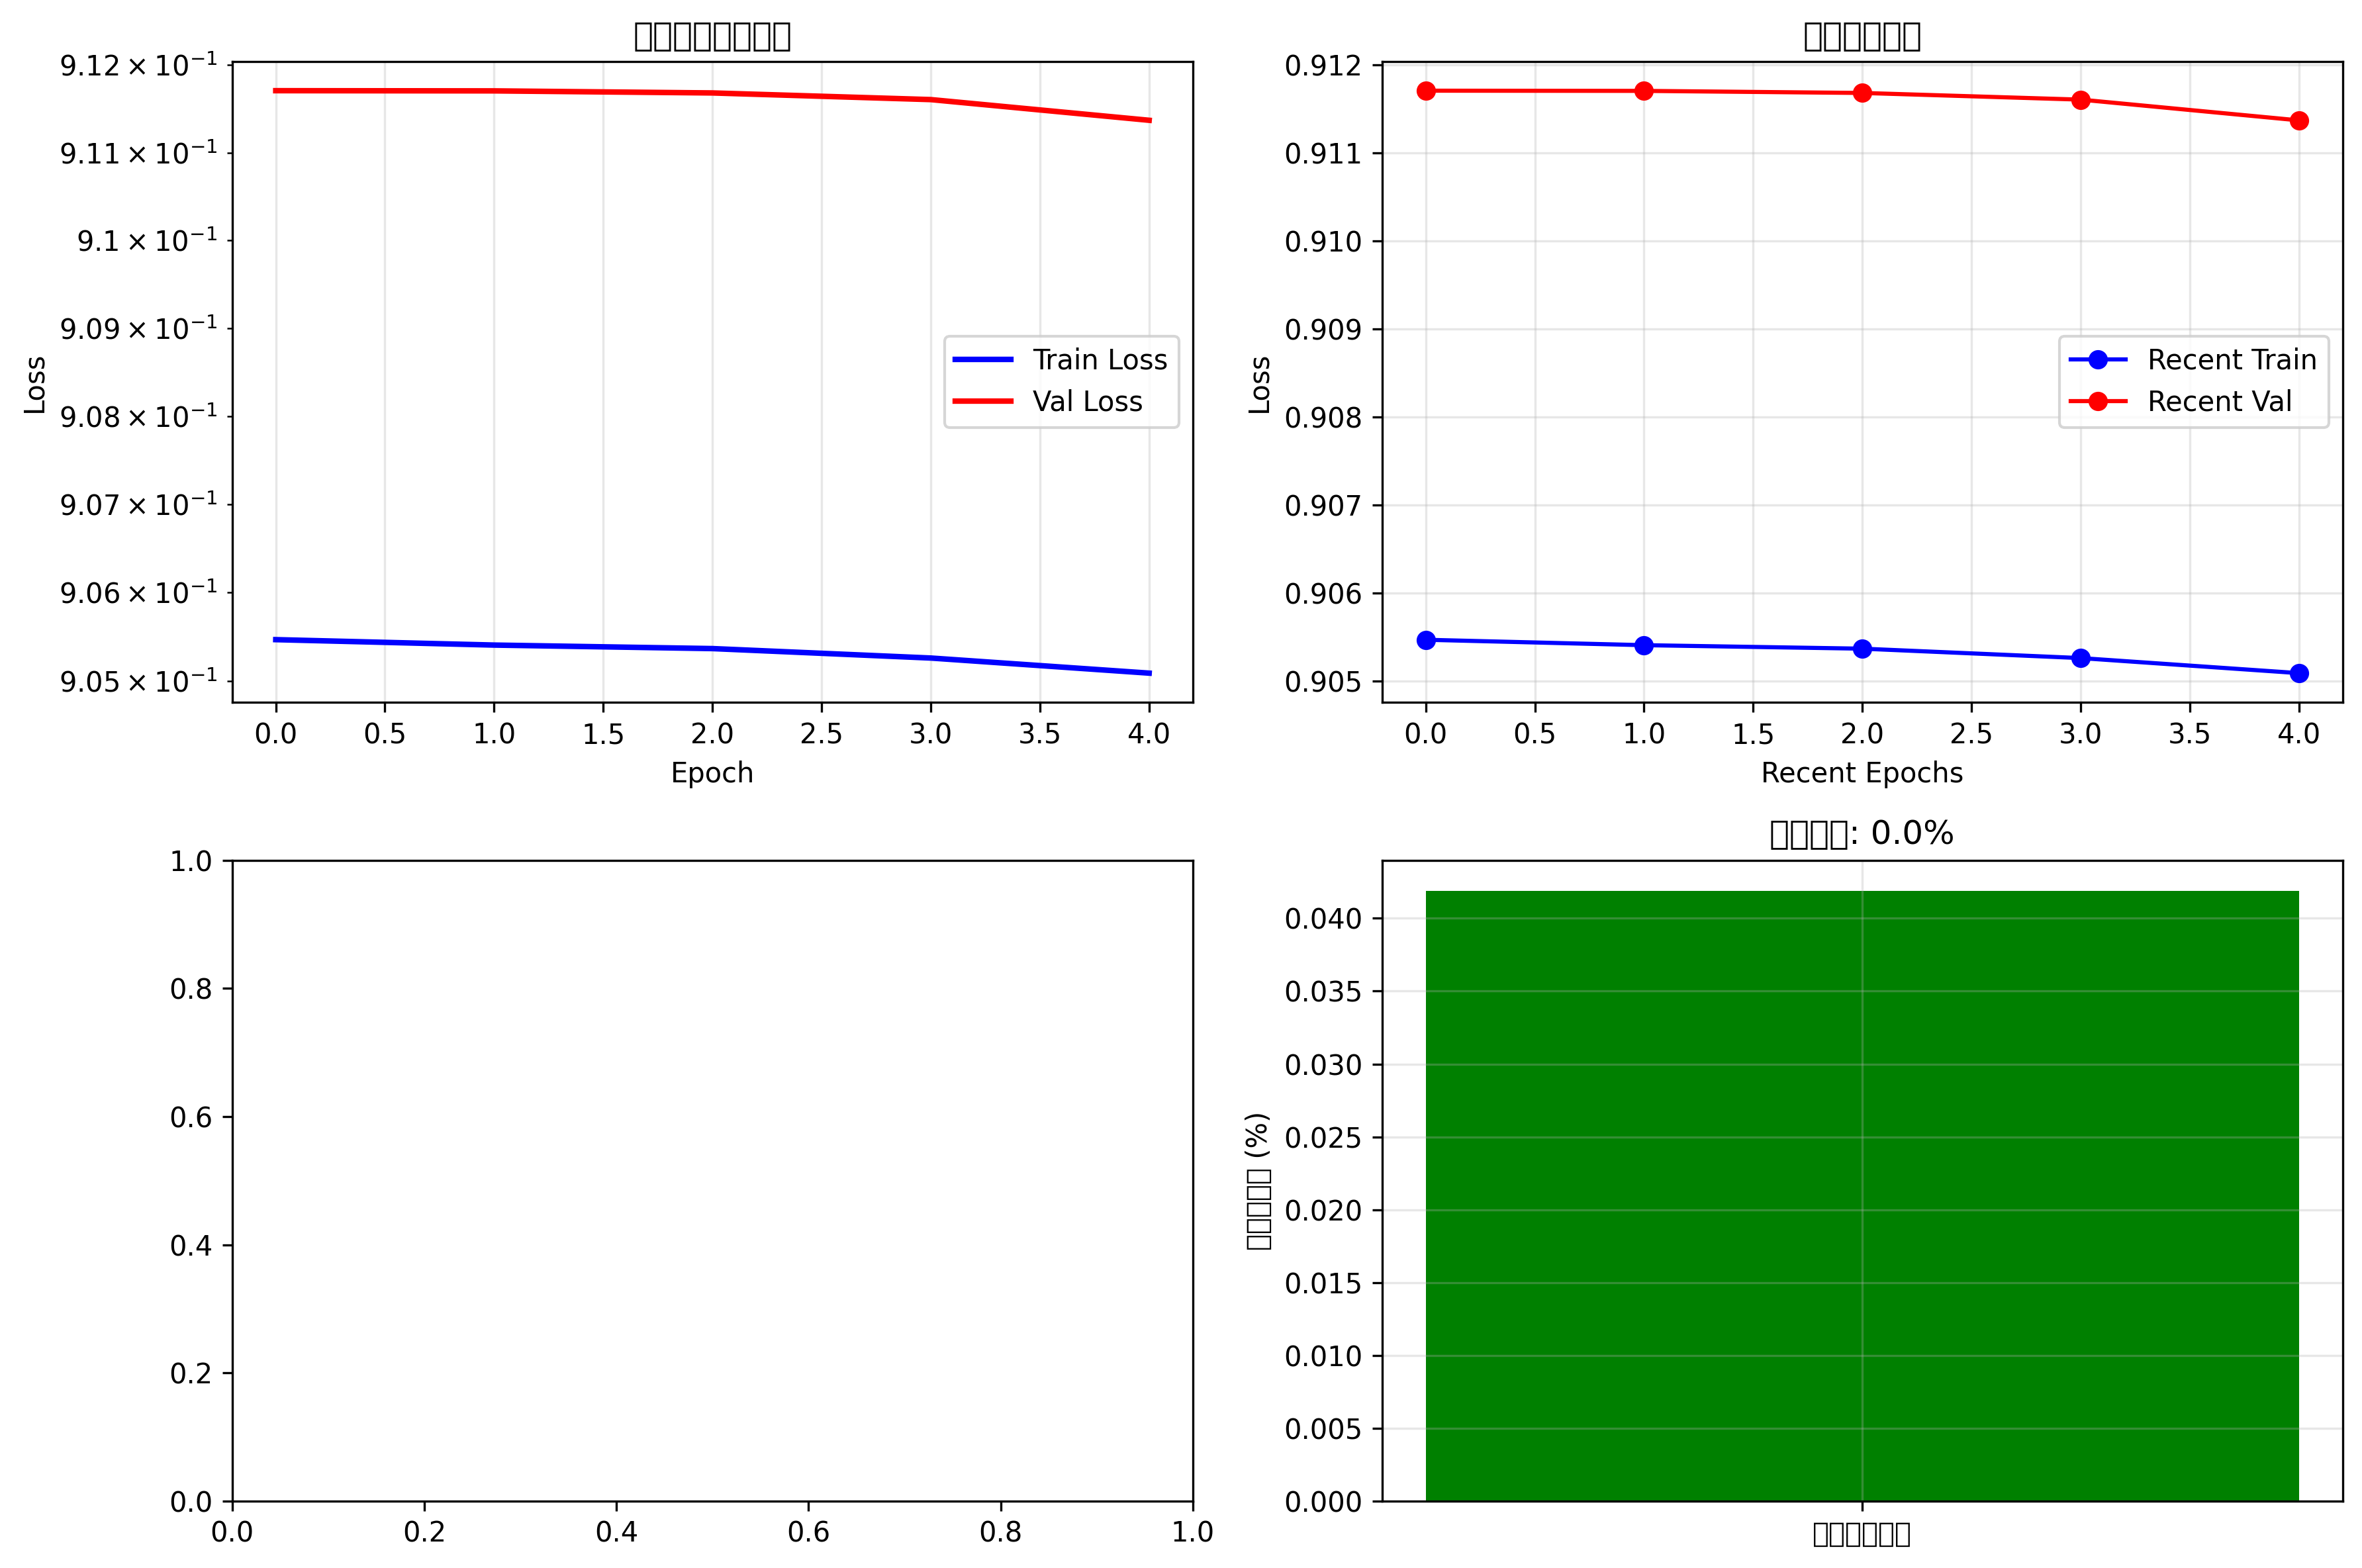 9.12 × 10⁻¹
9.11 × 10⁻¹
9.1 × 10⁻¹
9.09 × 10⁻¹
9.08 × 10⁻¹
9.07 × 10⁻¹
9.06 × 10⁻¹
9.05 × 10⁻¹
Loss
Train Loss
Val Loss
0.0 0.5 1.0 1.5 2.0 2.5 3.0 3.5 4.0
Epoch
0.912
0.911
0.910
0.909
0.908
0.907
0.906
0.905
Loss
Recent Train
Recent Val
0.0 0.5 1.0 1.5 2.0 2.5 3.0 3.5 4.0
Recent Epochs
1.0
0.8
0.6
0.4
0.2
0.0
0.0 0.2 0.4 0.6 0.8 1.0
: 0.0%
0.040
0.035
0.030
0.025
0.020
0.015
0.010
0.005
0.000
(%)